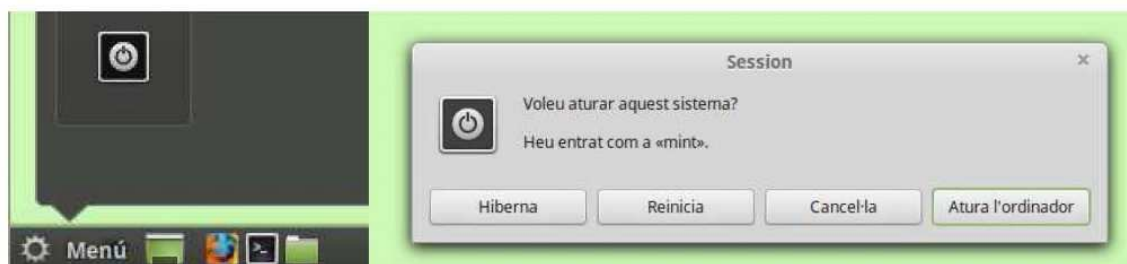 Menú
Session
Voleu aturar aquest sistema?
Heu entrat com a «mint».
Hiberna
Reinicia
Cancel·la
Atura l'ordinador